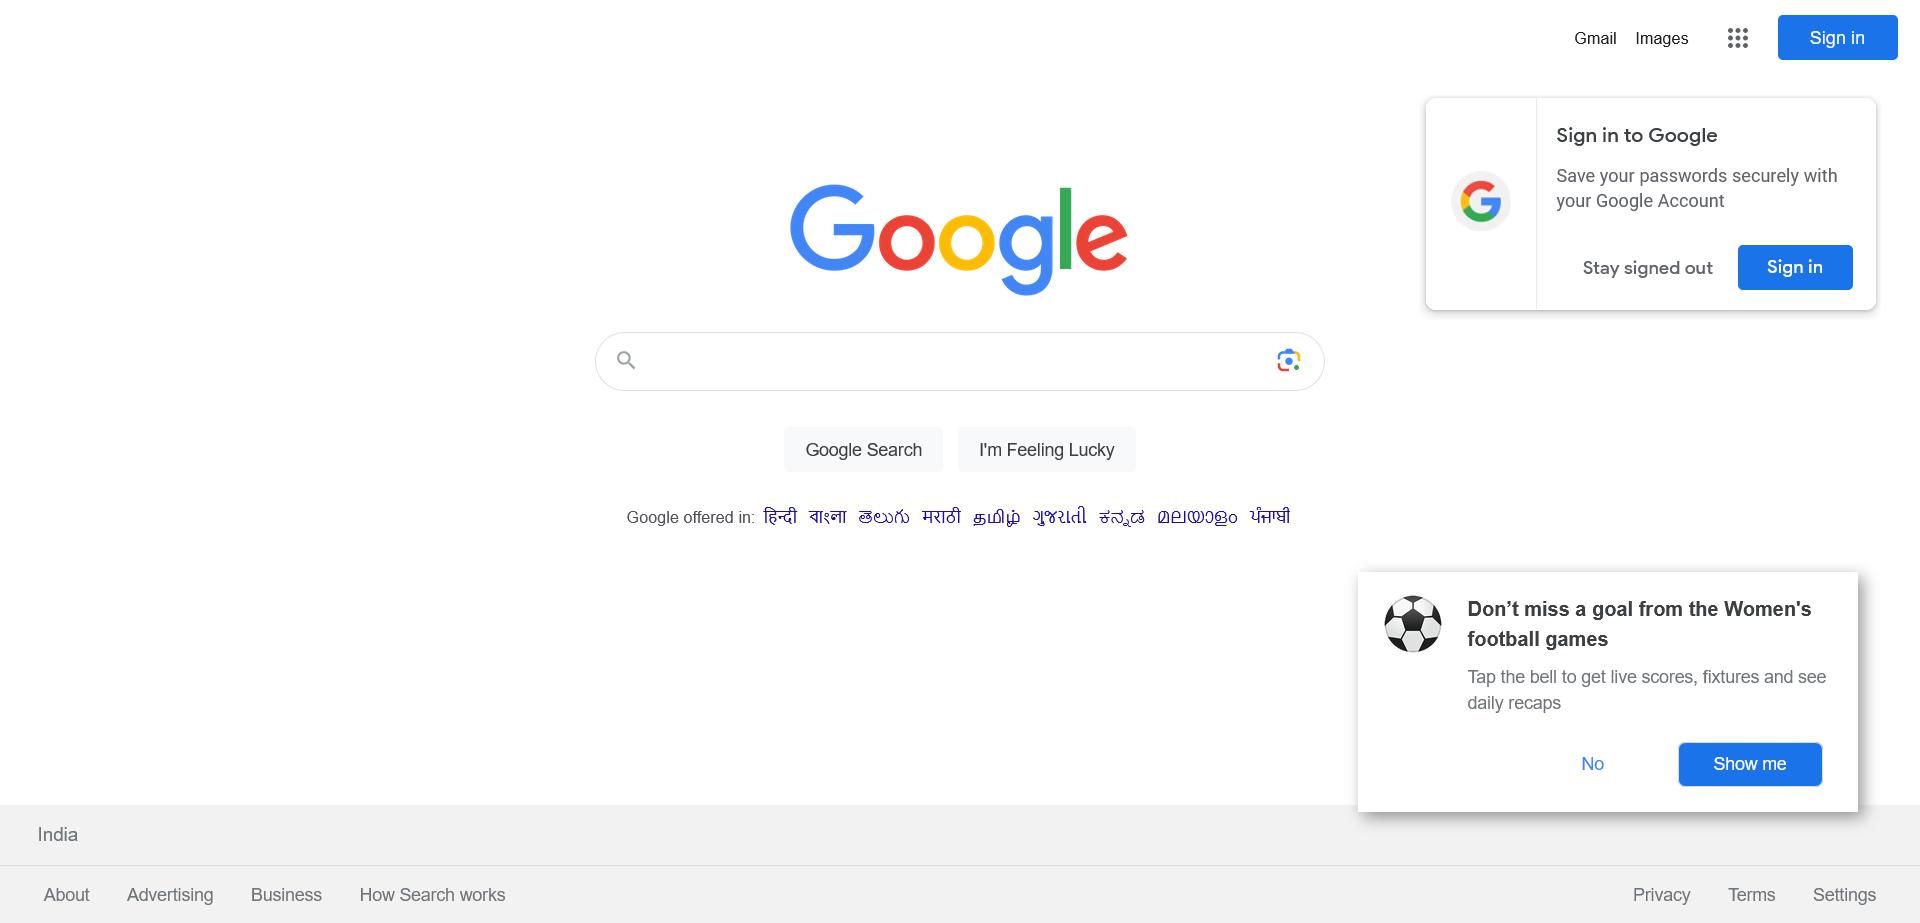 Gmail Images Sign in
Sign in to Google
Save your passwords securely with
your Google Account
Stay signed out Sign in
Google
Google Search I'm Feeling Lucky
Google offered in: हिन्दी বাংলা తెలుగు मराठी தமிழ் ગુજરાતી ಕನ್ನಡ മലയാളം ਪੰਜਾਬੀ
Don’t miss a goal from the Women's
football games
Tap the bell to get live scores, fixtures and see
daily recaps
No Show me
India
About Advertising Business How Search works Privacy Terms Settings